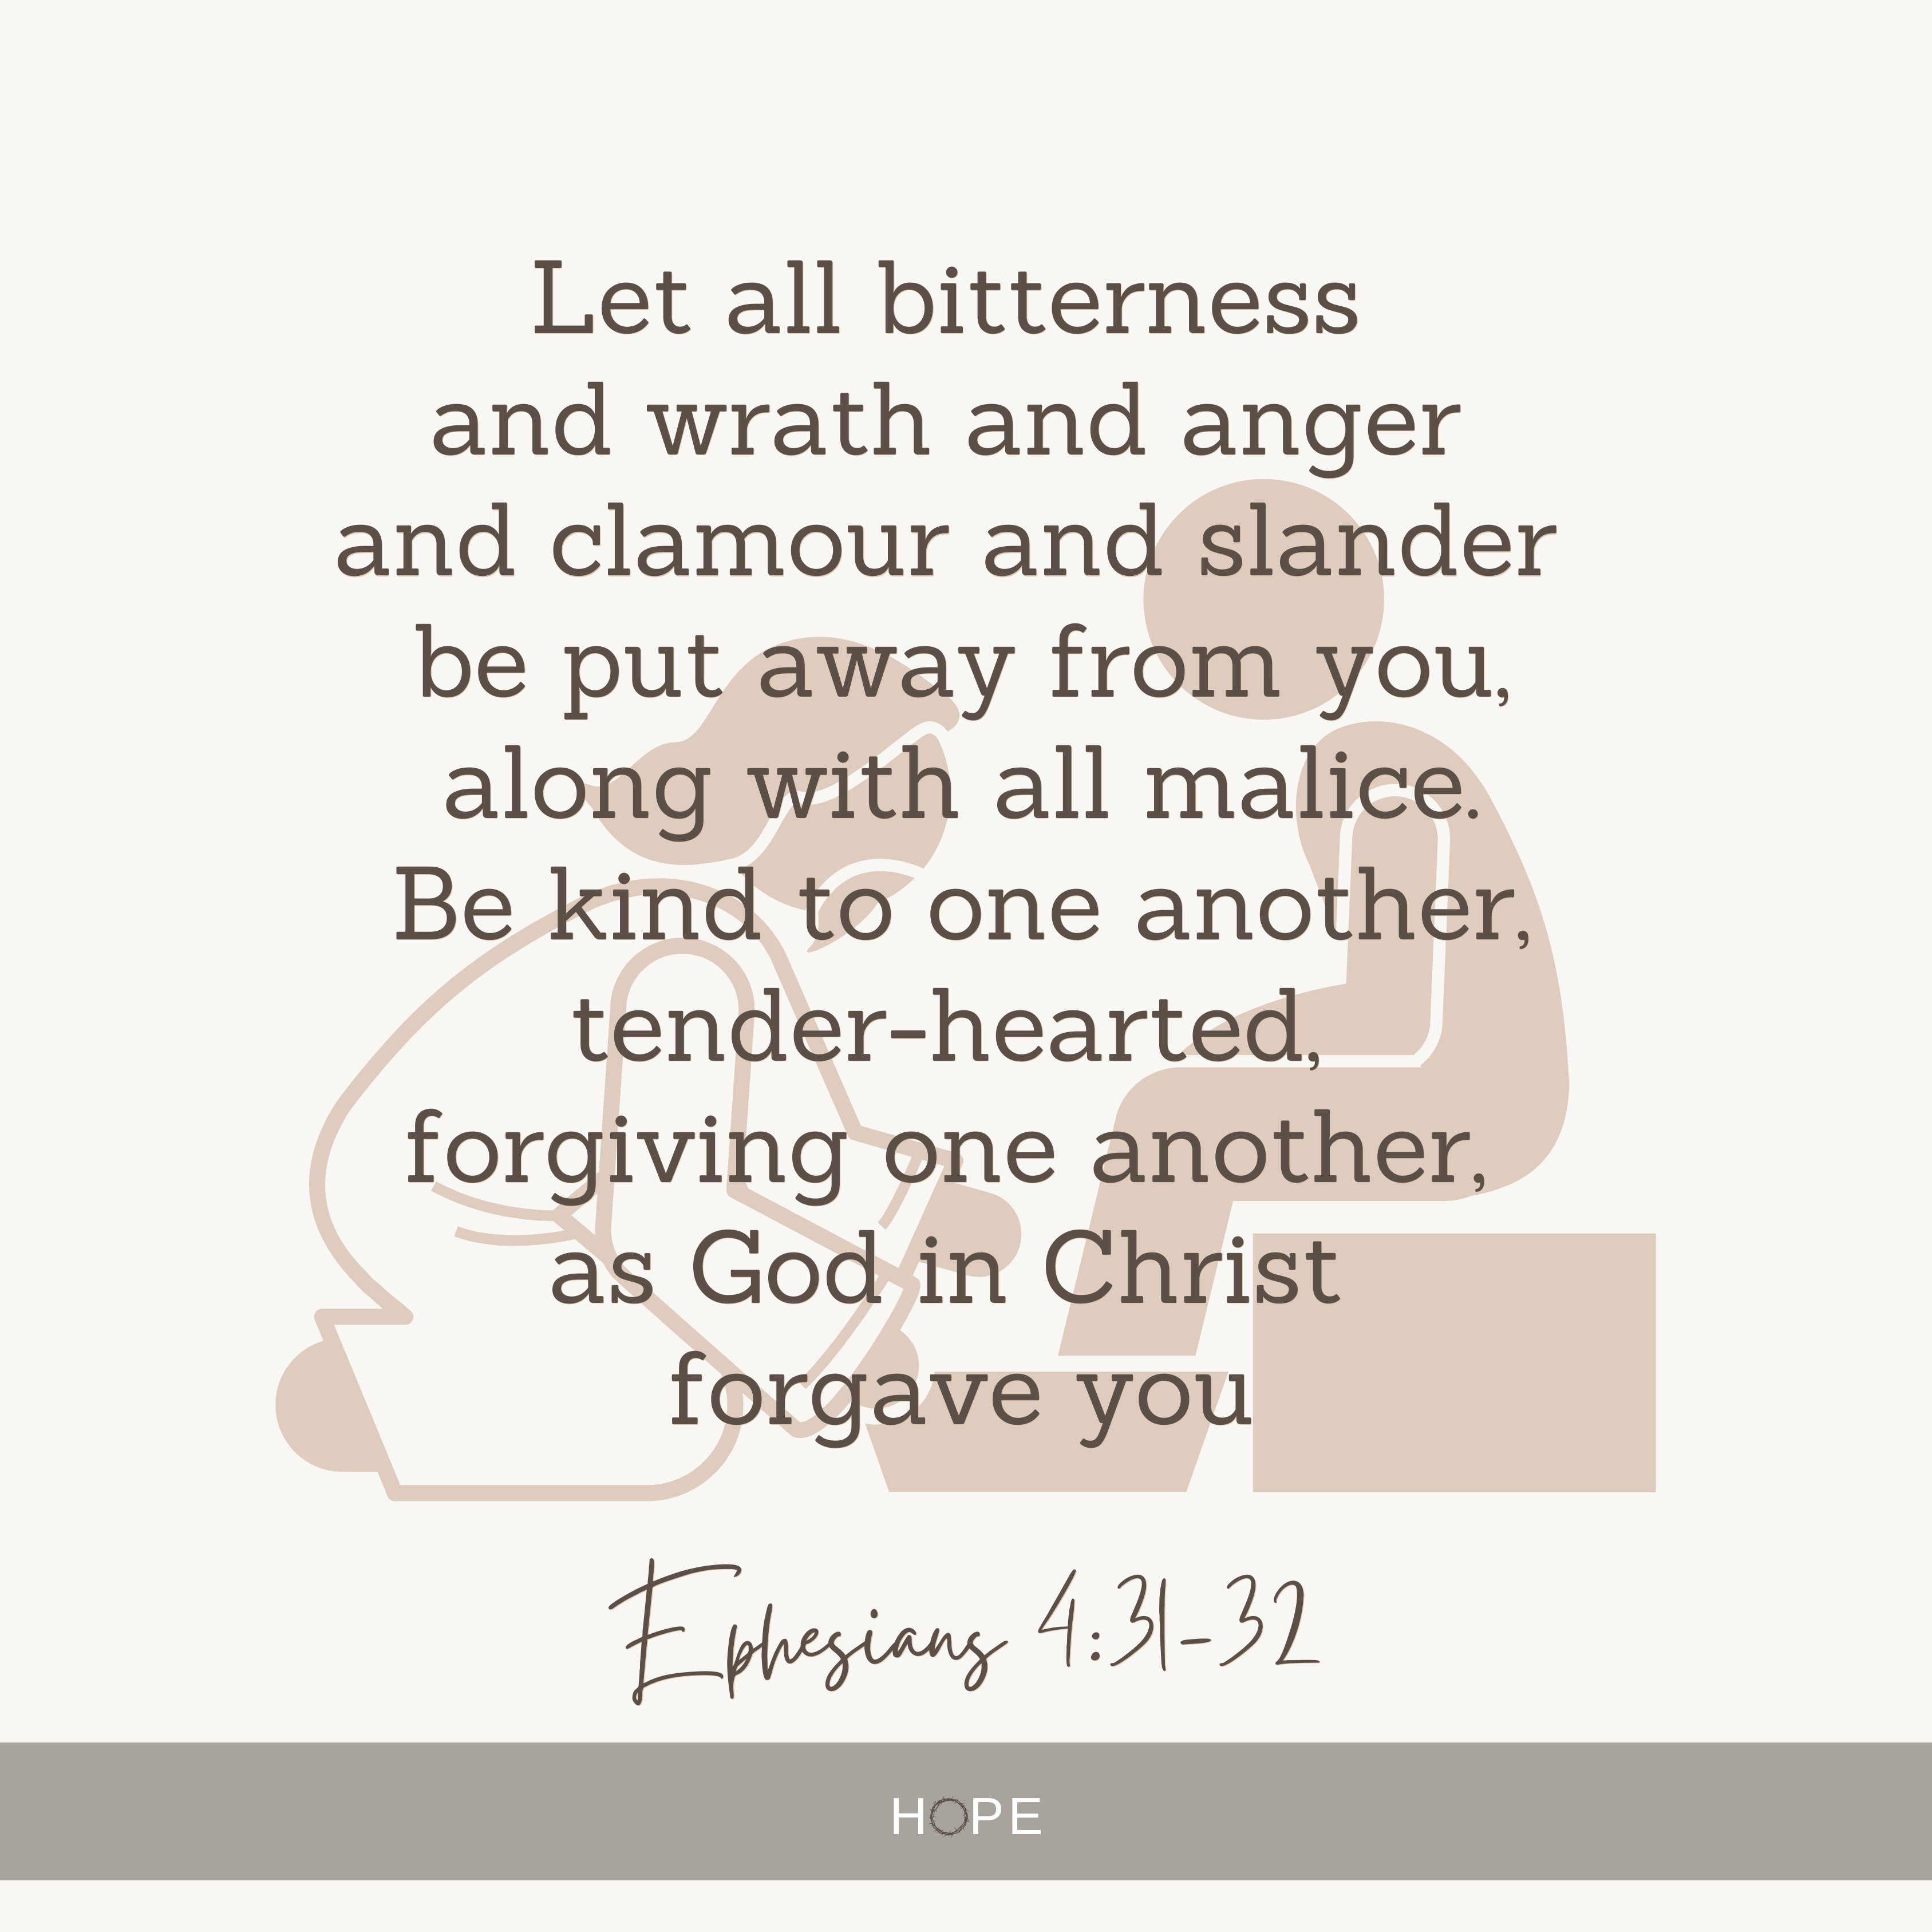 Let all bitterness
and wrath and anger
and clamour and slander
be put away from you,
along with all malice.
Be kind to one another,
tender-hearted,
forgiving one another,
as God in Christ
forgave you
Ephesians 4:31-32
HOPE